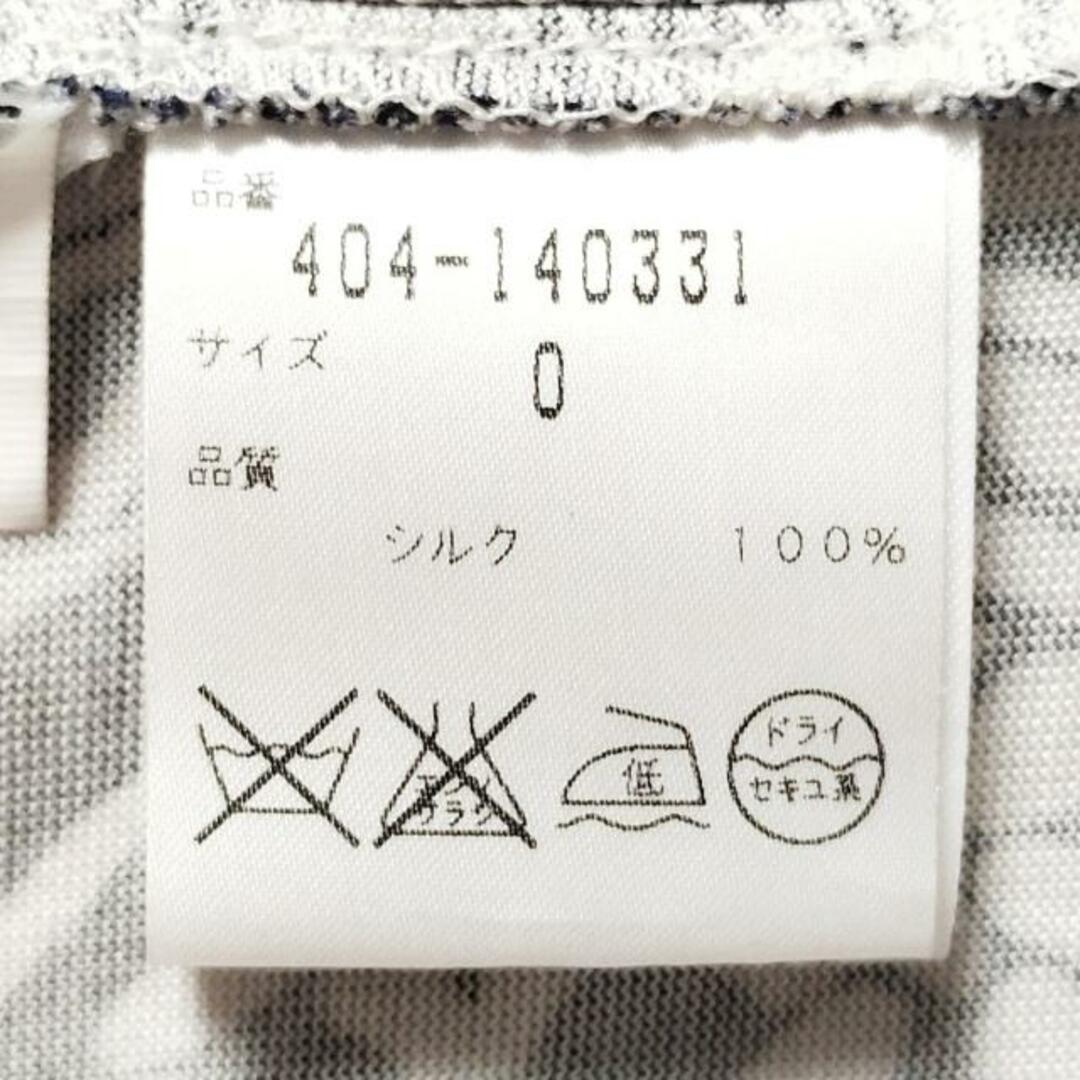 品番
404-140331
サイズ 0
品質
シルク 100%
エンソ
サラシ
低
ドライ
セキユ系